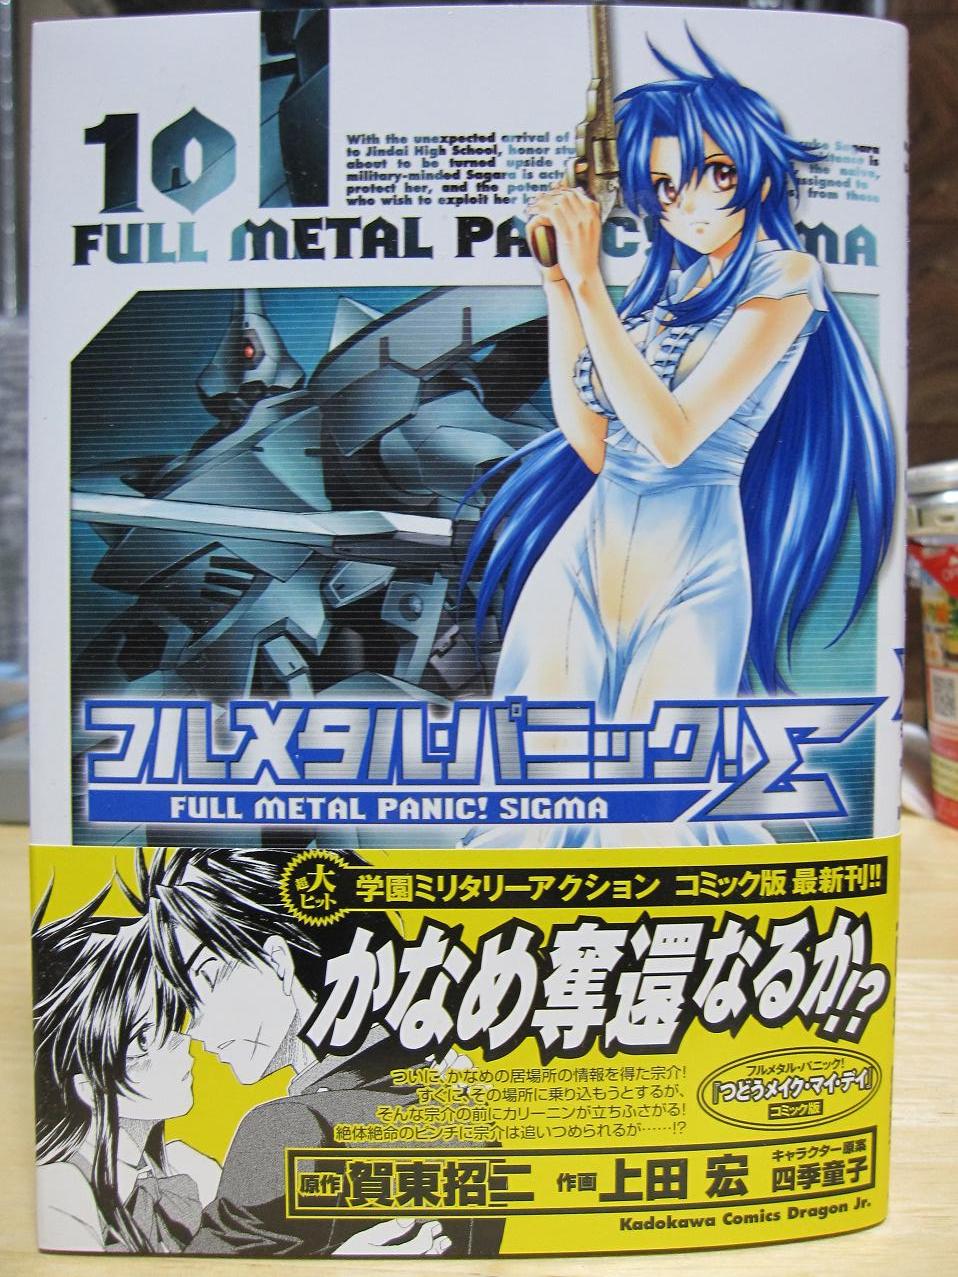 10
With the unexpected arrival of
to Jindai High School, honor
about to be turned upside
military-minded Sagara is
the naive,
protect her, and the
assigned to
who wish to exploit her
from those
FULL METAL PA C! MA
フルメタル・パニック!Σ
FULL METAL PANIC! SIGMA
超大ヒット
学園ミリタリーアクション コミック版 最新刊!!
かなめ奪還なるか!?
ついに、かなめの居場所の情報を得た宗介!
すぐに、その場所に乗り込もうとするが、
そんな宗介の前にカリーニンが立ちふさがる!
絶体絶命のピンチに宗介は追いつめられるが……!?
フルメタル・パニック!
『つどうメイク・マイ・デイ』
コミック版
原作 賀東招二 作画 上田 宏 キャラクター原案 四季童子
Kadokawa Comics Dragon Jr.